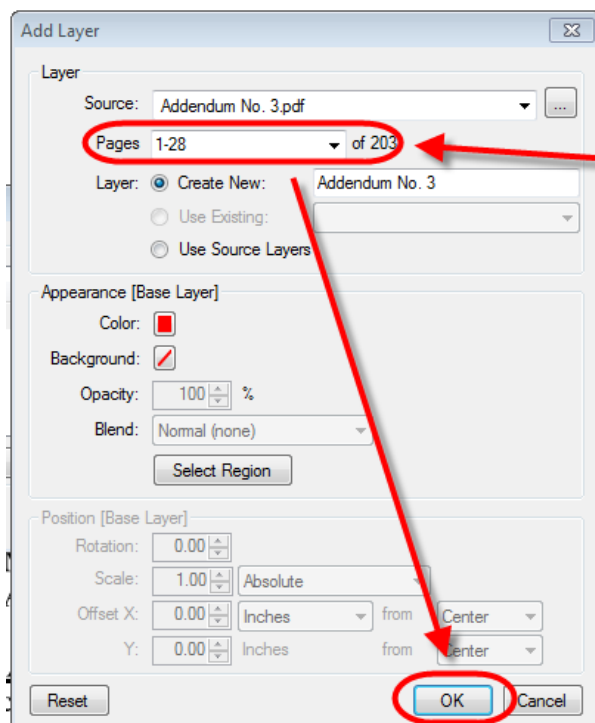 Add Layer
Layer
Source: Addendum No. 3.pdf ...
Pages 1-28 of 203
Layer: Create New: Addendum No. 3
Use Existing:
Use Source Layers
Appearance [Base Layer]
Color:
Background:
Opacity: 100 %
Blend: Normal (none)
Select Region
Position [Base Layer]
Rotation: 0.00
Scale: 1.00 Absolute
Offset X: 0.00 Inches from Center
Y: 0.00 Inches from Center
Reset OK Cancel